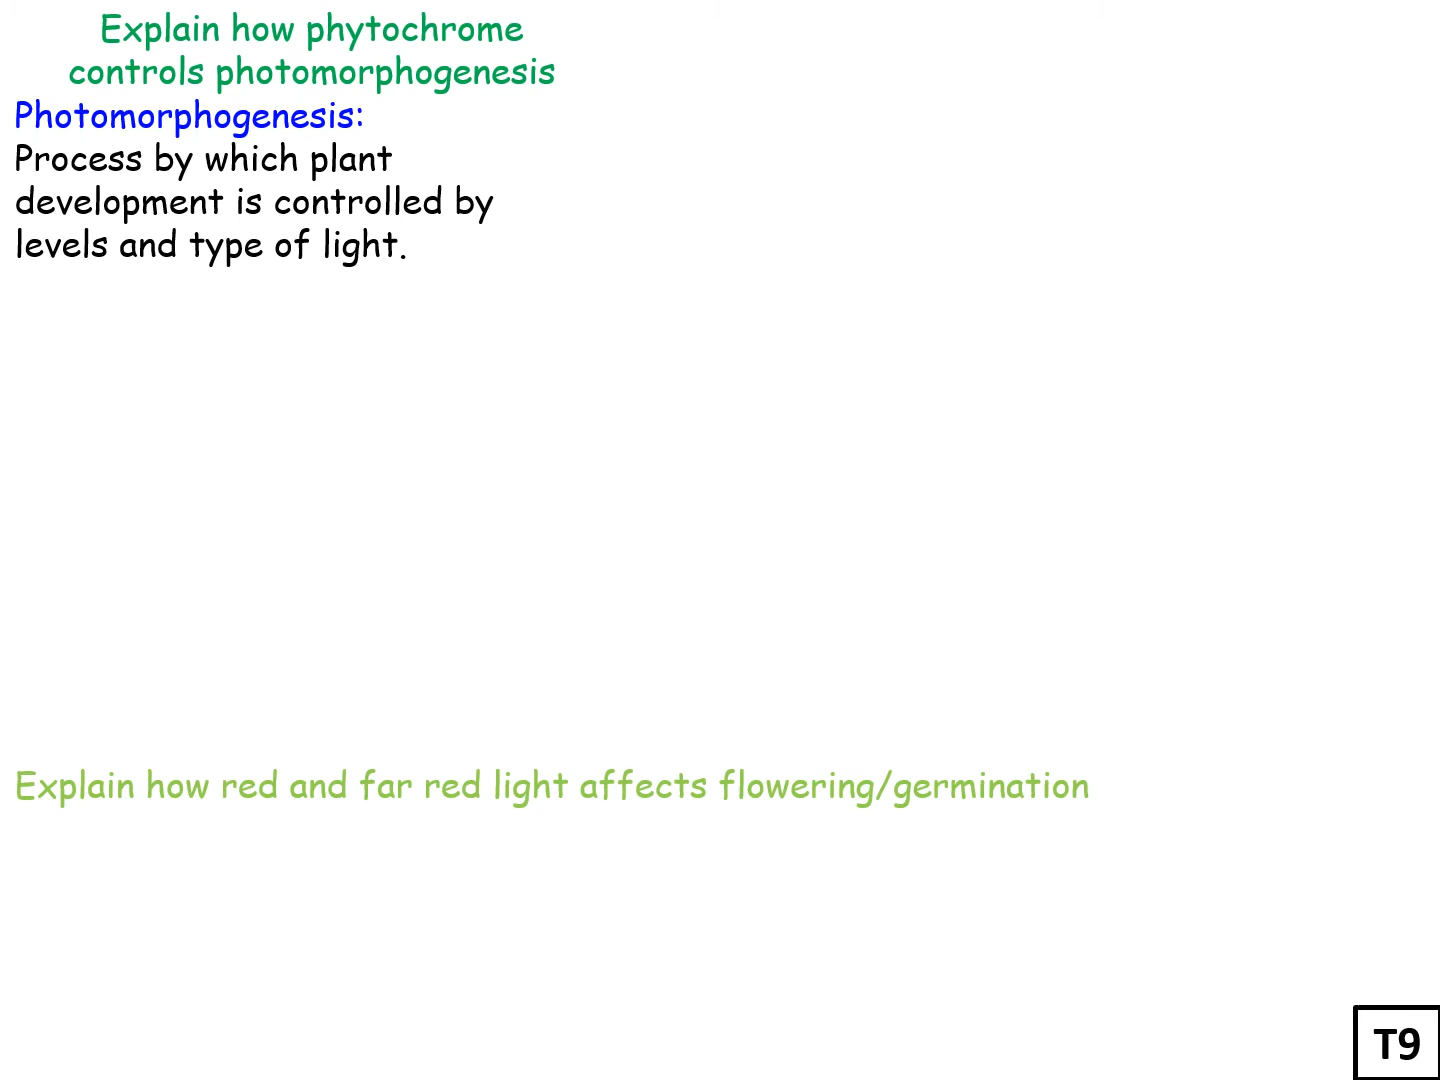 Explain how phytochrome
controls photomorphogenesis
Photomorphogenesis:
Process by which plant
development is controlled by
levels and type of light.
Explain how red and far red light affects flowering/germination
T9